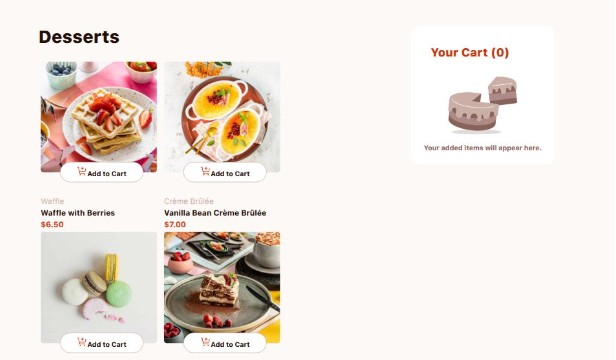 Desserts
Your Cart (0)
Your added items will appear here.
Add to Cart
Add to Cart
Waffle
Crème Brûlée
Waffle with Berries
Vanilla Bean Crème Brûlée
$6.50
$7.00
Add to Cart
Add to Cart